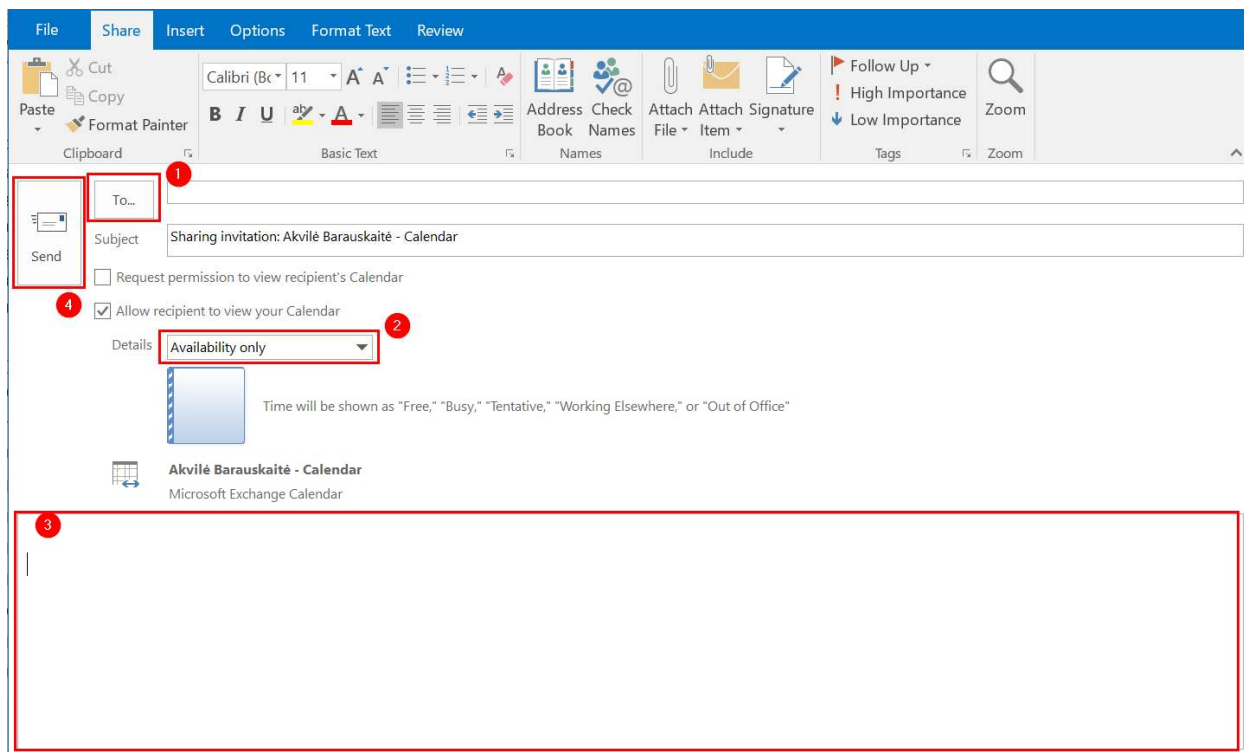 File Share Insert Options Format Text Review
Paste
Cut
Copy
Format Painter
Clipboard
Calibri (Bc 11 A A
B I U ab A
Basic Text
Address Book
Check Names
Names
Attach File
Attach Item
Signature
Include
Follow Up
High Importance
Low Importance
Tags
Zoom
Zoom
1
To...
Send
Subject Sharing invitation: Akvilė Barauskaitė - Calendar
Request permission to view recipient's Calendar
4
Allow recipient to view your Calendar
2
Details Availability only
Time will be shown as "Free," "Busy," "Tentative," "Working Elsewhere," or "Out of Office"
Akvilė Barauskaitė - Calendar
Microsoft Exchange Calendar
3